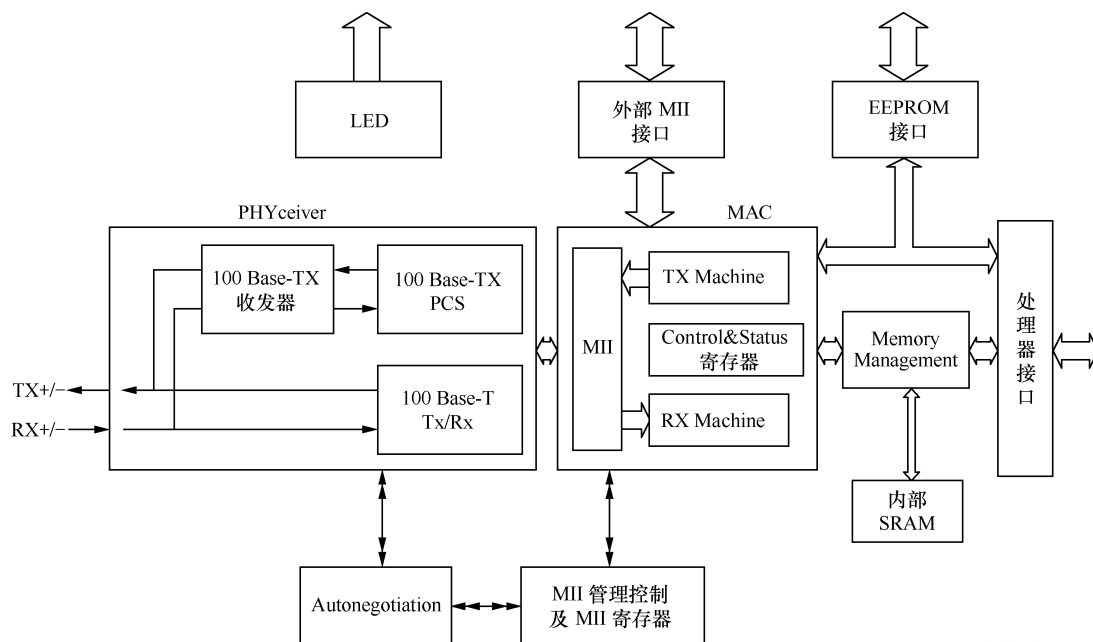 LED
外部 MII
接口
EEPROM
接口
PHYceiver
MAC
100 Base-TX
收发器
100 Base-TX
PCS
100 Base-T
Tx/Rx
TX+/−
RX+/−
MII
TX Machine
Control&Status
寄存器
RX Machine
Memory
Management
内部
SRAM
处理器接口
Autonegotiation
MII 管理控制
及 MII 寄存器